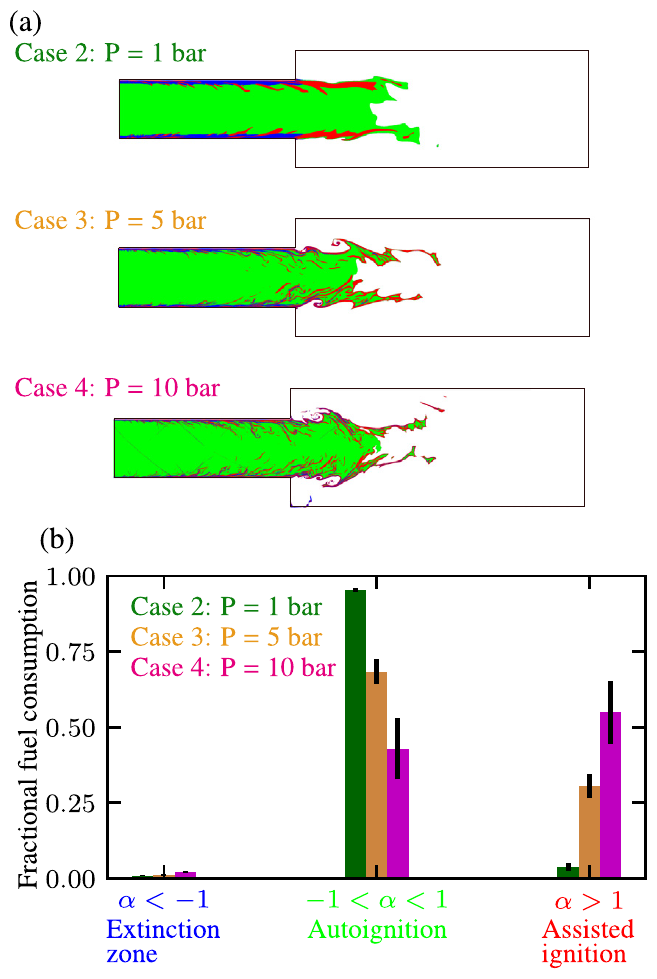 (a)
Case 2: P = 1 bar
Case 3: P = 5 bar
Case 4: P = 10 bar
(b)
Fractional fuel consumption
1.00
0.75
0.50
0.25
0.00
Case 2: P = 1 bar
Case 3: P = 5 bar
Case 4: P = 10 bar
α < −1
Extinction
zone
−1 < α < 1
Autoignition
α > 1
Assisted
ignition